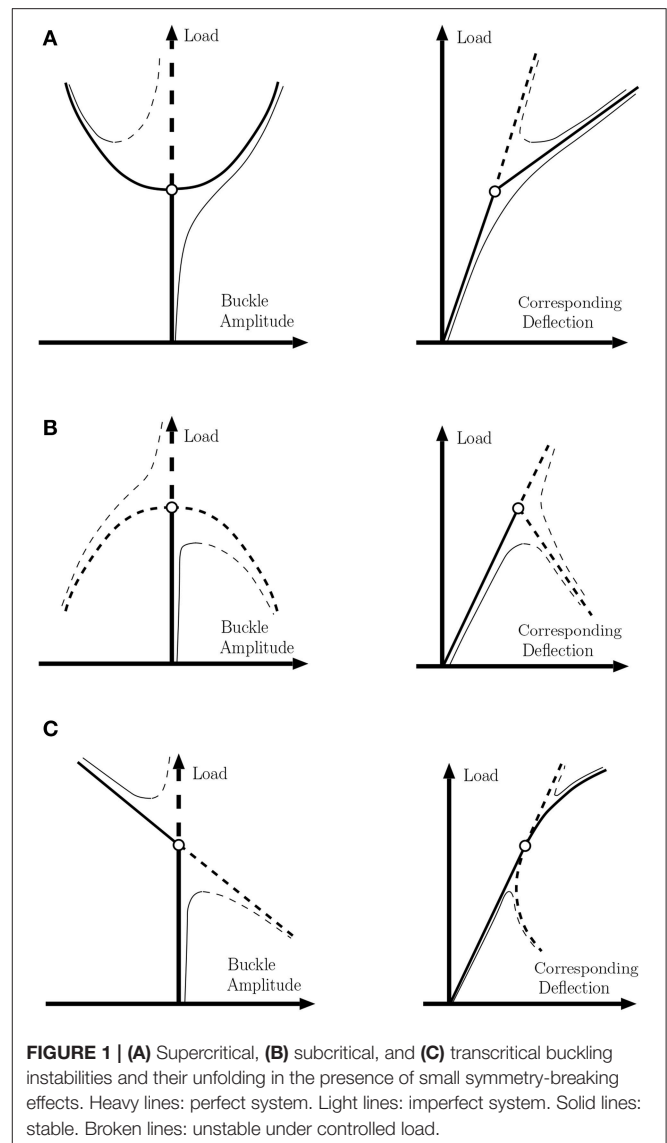 A
Load
Load
Buckle
Amplitude
Corresponding
Deflection
B
Load
Load
Buckle
Amplitude
Corresponding
Deflection
C
Load
Load
Buckle
Amplitude
Corresponding
Deflection
FIGURE 1 | (A) Supercritical, (B) subcritical, and (C) transcritical buckling
instabilities and their unfolding in the presence of small symmetry-breaking
effects. Heavy lines: perfect system. Light lines: imperfect system. Solid lines:
stable. Broken lines: unstable under controlled load.